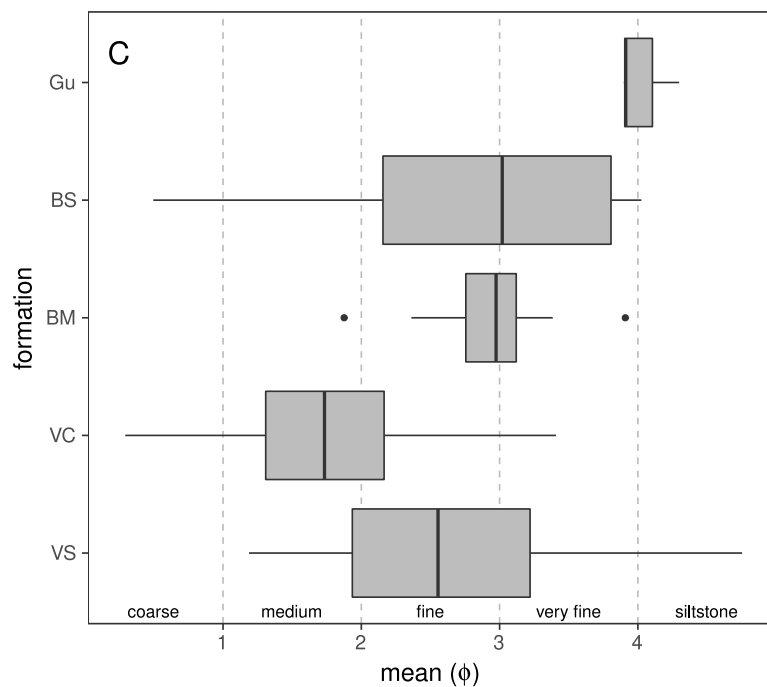 C
Gu
BS
BM
VC
VS
formation
coarse medium fine very fine siltstone
1 2 3 4
mean (ϕ)